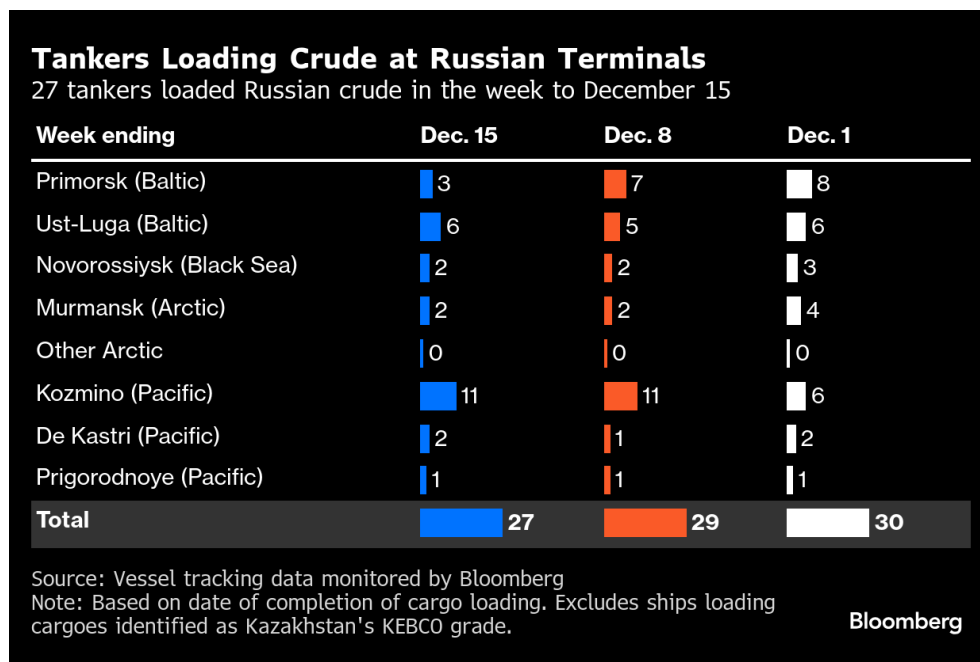 Tankers Loading Crude at Russian Terminals
27 tankers loaded Russian crude in the week to December 15
Week ending Dec. 15 Dec. 8 Dec. 1
Primorsk (Baltic) 3 7 8
Ust-Luga (Baltic) 6 5 6
Novorossiysk (Black Sea) 2 2 3
Murmansk (Arctic) 2 2 4
Other Arctic 0 0 0
Kozmino (Pacific) 11 11 6
De Kastri (Pacific) 2 1 2
Prigorodnoye (Pacific) 1 1 1
Total 27 29 30
Source: Vessel tracking data monitored by Bloomberg
Note: Based on date of completion of cargo loading. Excludes ships loading
cargoes identified as Kazakhstan's KEBCO grade.
Bloomberg